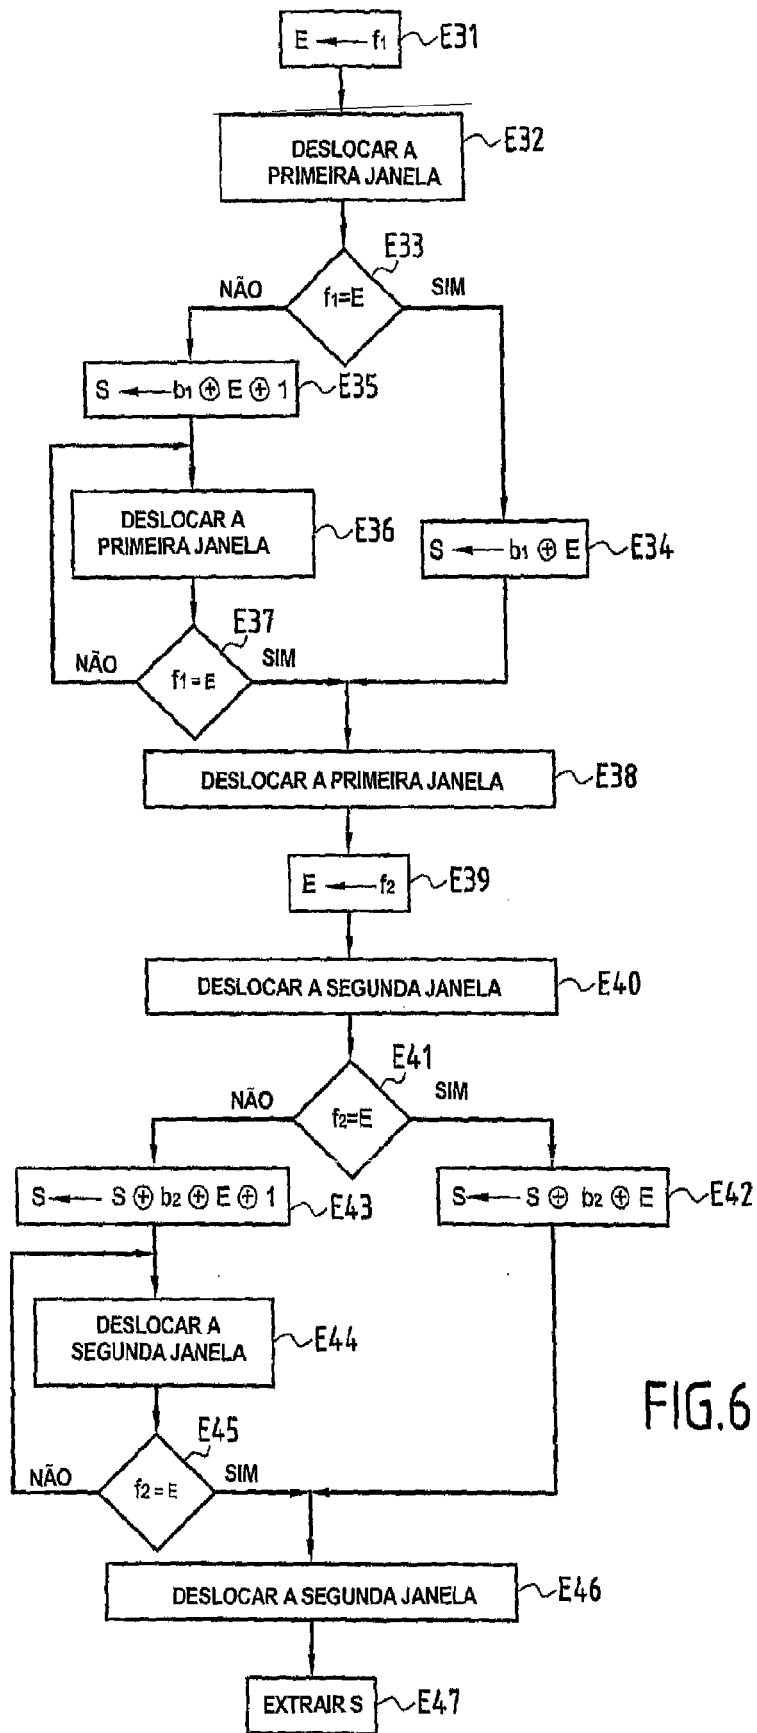 E ← f₁ E31
DESLOCAR A
PRIMEIRA JANELA
E32
E33
NÃO f₁=E SIM
S ← b₁ ⊕ E ⊕ 1 E35
DESLOCAR A
PRIMEIRA JANELA
E36
S ← b₁ ⊕ E E34
E37
NÃO f₁=E SIM
DESLOCAR A PRIMEIRA JANELA E38
E ← f₂ E39
DESLOCAR A SEGUNDA JANELA E40
E41
NÃO f₂=E SIM
S ← S ⊕ b₂ ⊕ E ⊕ 1 E43
S ← S ⊕ b₂ ⊕ E E42
DESLOCAR A
SEGUNDA JANELA
E44
FIG.6
E45
NÃO f₂=E SIM
DESLOCAR A SEGUNDA JANELA E46
EXTRAIR S E47